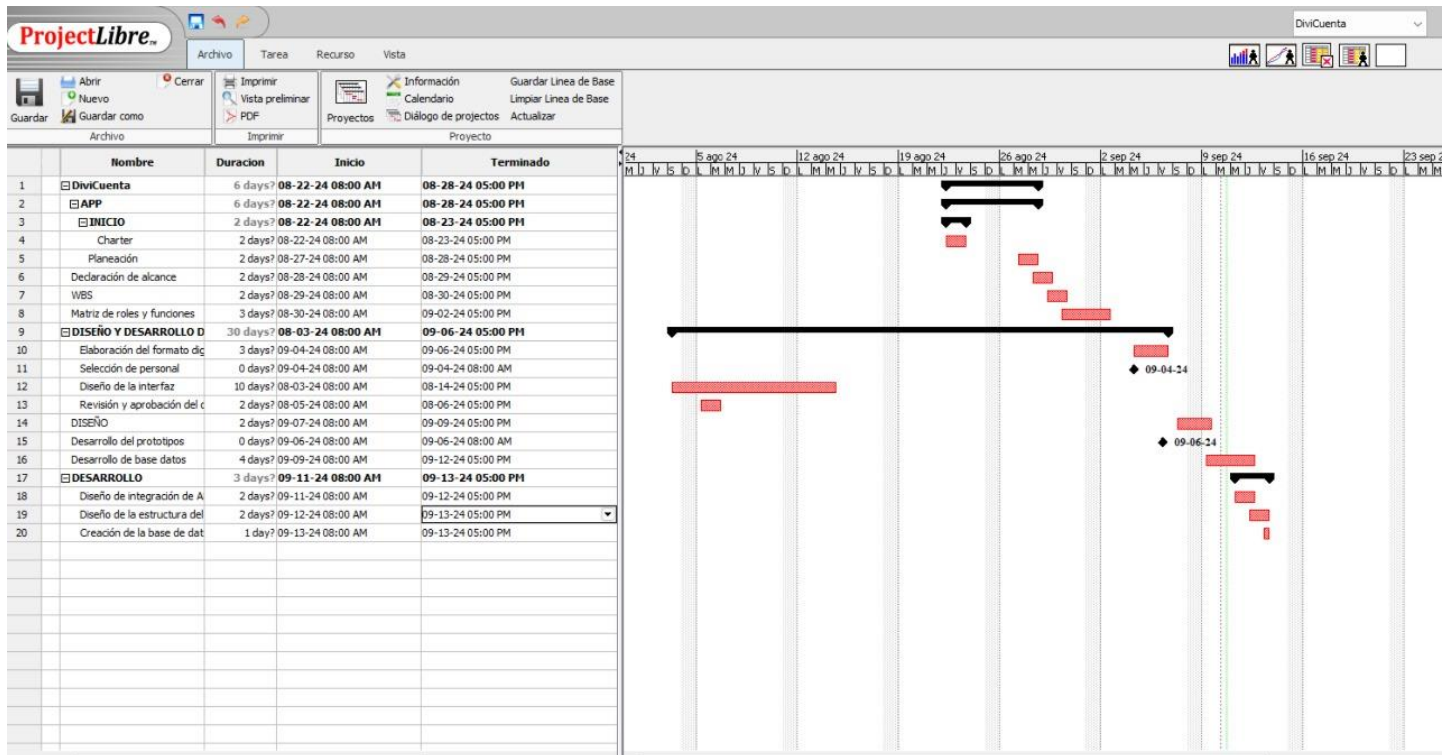 ProjectLibre
DiviCuenta
Archivo Tarea Recurso Vista
Guardar Abrir Nuevo Guardar como Cerrar
Imprimir Vista preliminar PDF
Proyectos Información Calendario Diálogo de projectos
Guardar Linea de Base Limpiar Linea de Base Actualizar
Archivo Imprimir Proyecto
Nombre Duracion Inicio Terminado
24 5 ago 24 12 ago 24 19 ago 24 26 ago 24 2 sep 24 9 sep 24 16 sep 24 23 sep 2
M J V S D L M M J V S D L M M J V S D L M M J V S D L M M J V S D L M M J V S D L M M J V S D L M M J V S D L M M
1 DiviCuenta 6 days? 08-22-24 08:00 AM 08-28-24 05:00 PM
2 APP 6 days? 08-22-24 08:00 AM 08-28-24 05:00 PM
3 INICIO 2 days? 08-22-24 08:00 AM 08-23-24 05:00 PM
4 Charter 2 days? 08-22-24 08:00 AM 08-23-24 05:00 PM
5 Planeación 2 days? 08-27-24 08:00 AM 08-28-24 05:00 PM
6 Declaración de alcance 2 days? 08-28-24 08:00 AM 08-29-24 05:00 PM
7 WBS 2 days? 08-29-24 08:00 AM 08-30-24 05:00 PM
8 Matriz de roles y funciones 3 days? 08-30-24 08:00 AM 09-02-24 05:00 PM
9 DISEÑO Y DESARROLLO D 30 days? 08-03-24 08:00 AM 09-06-24 05:00 PM
10 Elaboración del formato dig 3 days? 09-04-24 08:00 AM 09-06-24 05:00 PM
11 Selección de personal 0 days? 09-04-24 08:00 AM 09-04-24 08:00 AM 09-04-24
12 Diseño de la interfaz 10 days? 08-03-24 08:00 AM 08-14-24 05:00 PM
13 Revisión y aprobación del d 2 days? 08-05-24 08:00 AM 08-06-24 05:00 PM
14 DISEÑO 2 days? 09-07-24 08:00 AM 09-09-24 05:00 PM
15 Desarrollo del prototipos 0 days? 09-06-24 08:00 AM 09-06-24 08:00 AM 09-06-24
16 Desarrollo de base datos 4 days? 09-09-24 08:00 AM 09-12-24 05:00 PM
17 DESARROLLO 3 days? 09-11-24 08:00 AM 09-13-24 05:00 PM
18 Diseño de integración de A 2 days? 09-11-24 08:00 AM 09-12-24 05:00 PM
19 Diseño de la estructura del 2 days? 09-12-24 08:00 AM 09-13-24 05:00 PM
20 Creación de la base de dat 1 day? 09-13-24 08:00 AM 09-13-24 05:00 PM